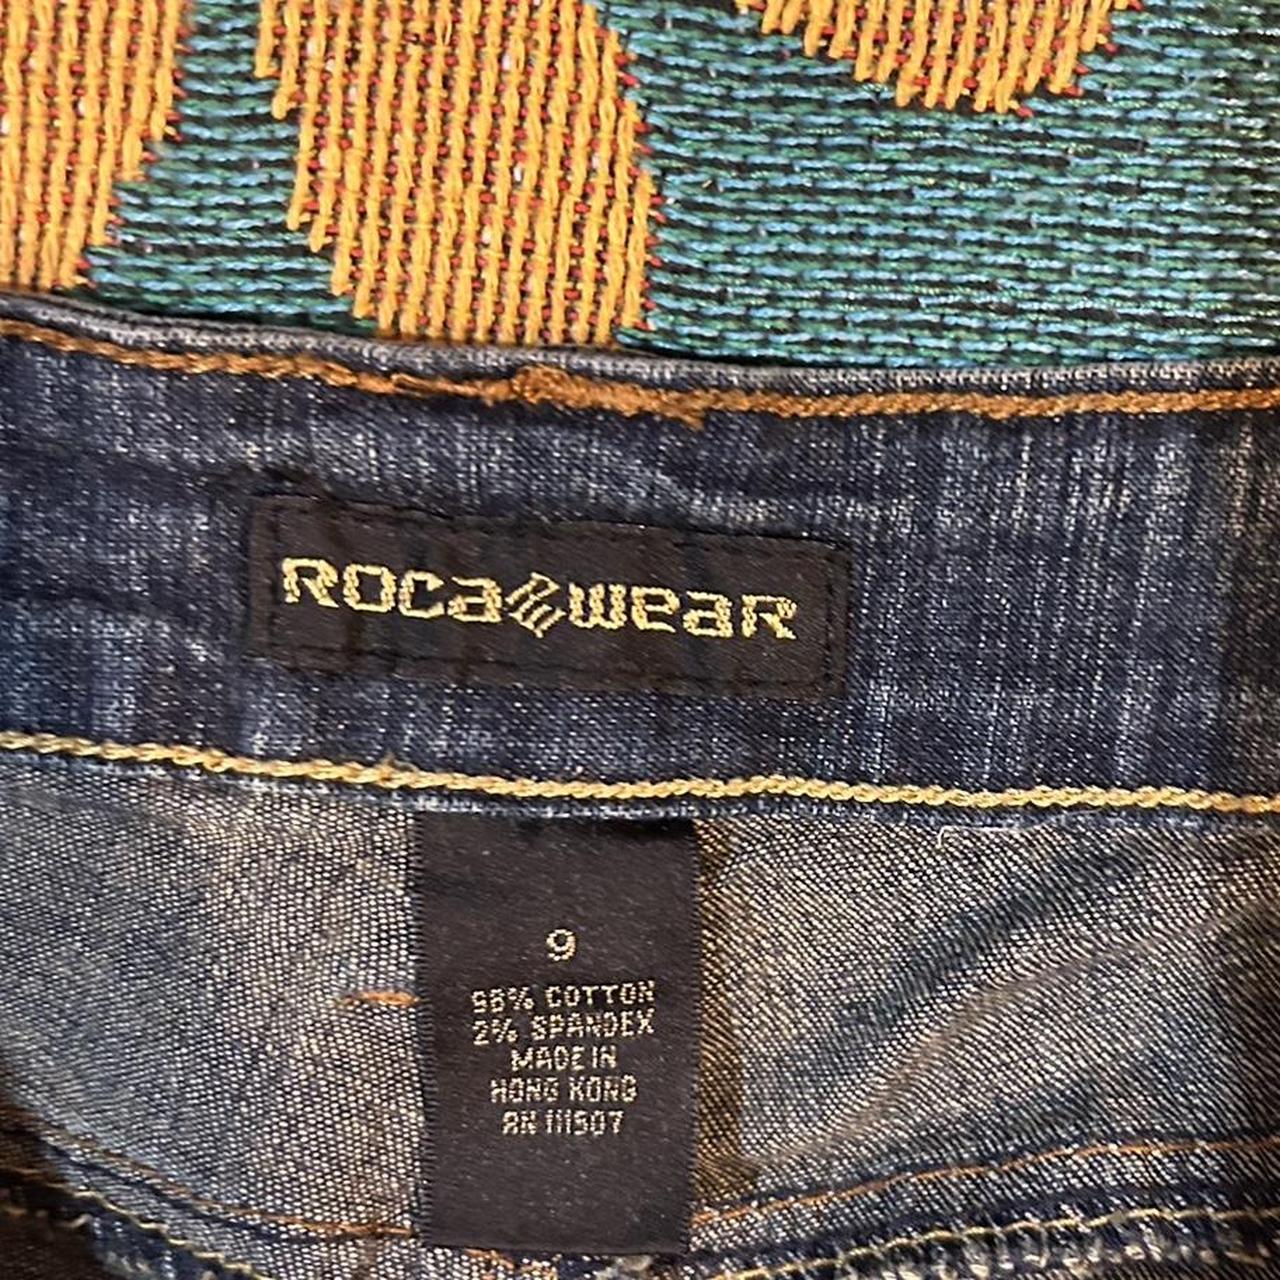 ROCAWEAR
9
98% COTTON
2% SPANDEX
MADE IN
HONG KONG
RN 111507